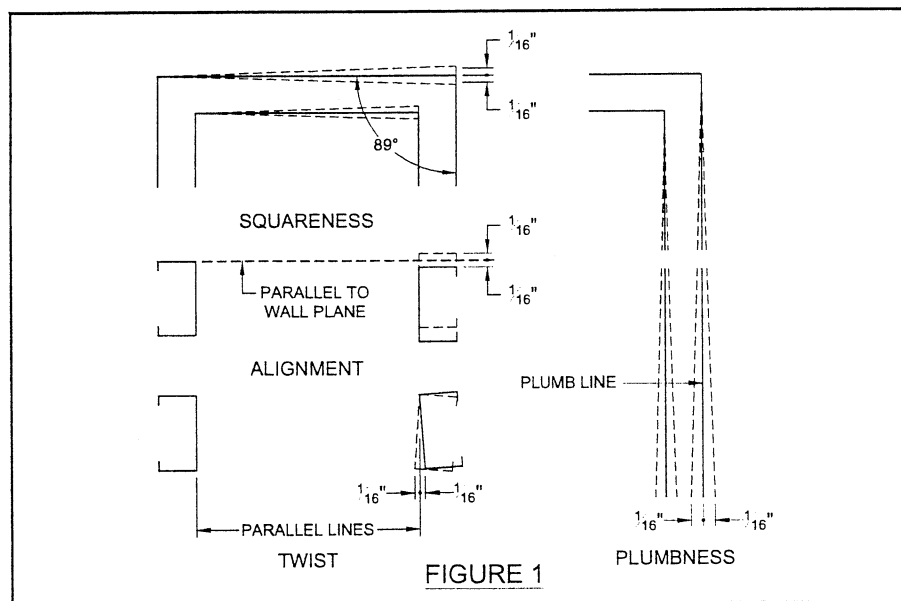 1/16"
1/16"
89°
SQUARENESS
1/16"
PARALLEL TO
WALL PLANE
1/16"
ALIGNMENT
PLUMB LINE
1/16" 1/16"
PARALLEL LINES
TWIST
1/16" 1/16"
PLUMBNESS
FIGURE 1